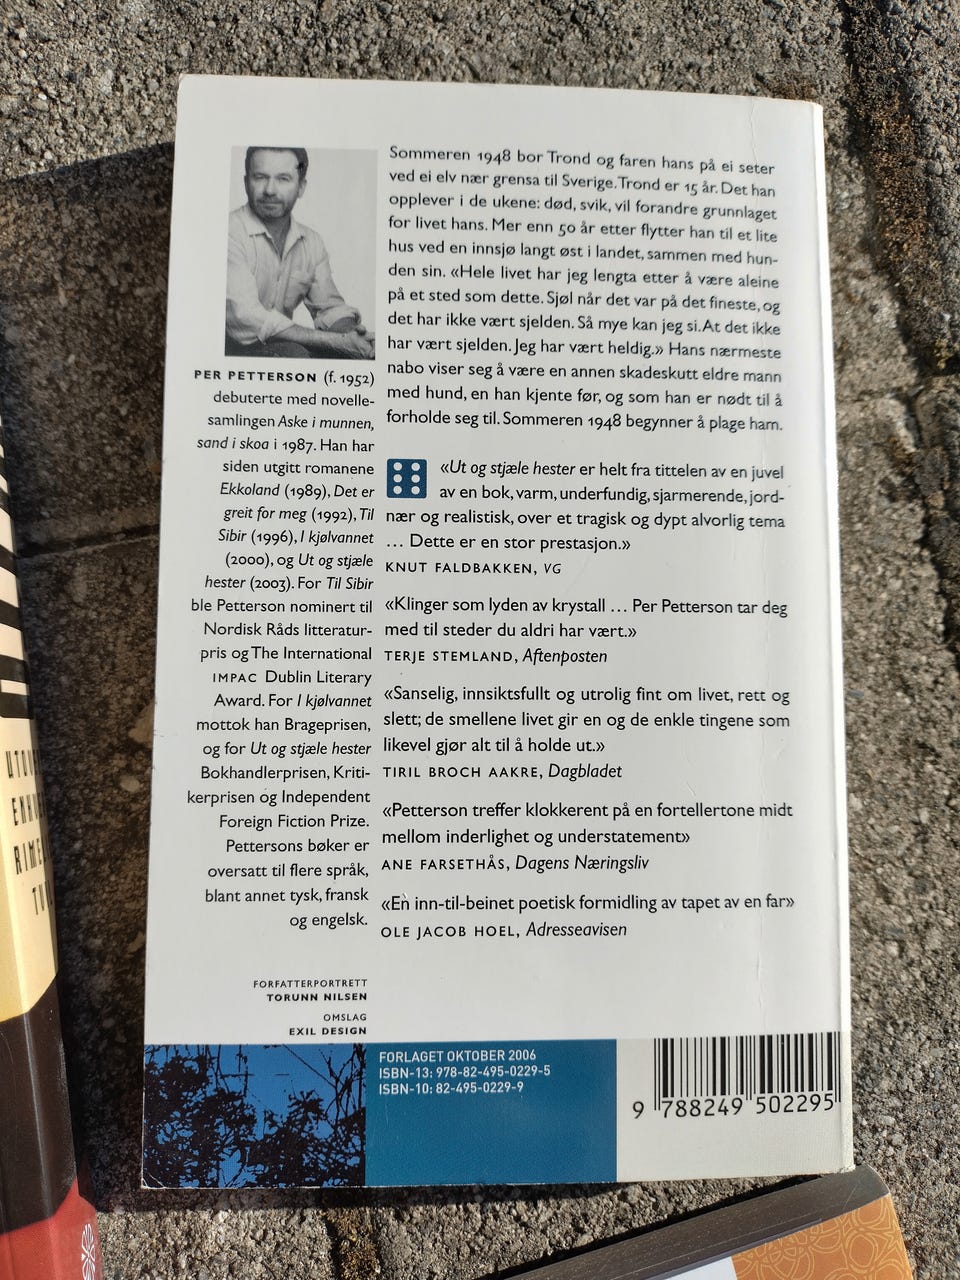 Sommeren 1948 bor Trond og faren hans på ei seter
ved ei elv nær grensa til Sverige. Trond er 15 år. Det han
opplever i de ukene: død, svik, vil forandre grunnlaget
for livet hans. Mer enn 50 år etter flytter han til et lite
hus ved en innsjø langt øst i landet, sammen med hun-
den sin. «Hele livet har jeg lengta etter å være aleine
på et sted som dette. Sjøl når det var på det fineste, og
det har ikke vært sjelden. Så mye kan jeg si. At det ikke
har vært sjelden. Jeg har vært heldig.» Hans nærmeste
nabo viser seg å være en annen skadeskutt eldre mann
med hund, en han kjente før, og som han er nødt til å
forholde seg til. Sommeren 1948 begynner å plage ham.
PER PETTERSON (f. 1952)
debuterte med novelle-
samlingen Aske i munnen,
sand i skoa i 1987. Han har
siden utgitt romanene
Ekkoland (1989), Det er
greit for meg (1992), Til
Sibir (1996), I kjølvannet
(2000), og Ut og stjæle
hester (2003). For Til Sibir
ble Petterson nominert til
Nordisk Råds litteratur-
pris og The International
IMPAC Dublin Literary
Award. For I kjølvannet
mottok han Brageprisen,
og for Ut og stjæle hester
Bokhandlerprisen, Kriti-
kerprisen og Independent
Foreign Fiction Prize.
Pettersons bøker er
oversatt til flere språk,
blant annet tysk, fransk
og engelsk.
«Ut og stjæle hester er helt fra tittelen av en juvel
av en bok, varm, underfundig, sjarmerende, jord-
nær og realistisk, over et tragisk og dypt alvorlig tema
… Dette er en stor prestasjon.»
KNUT FALDBAKKEN, VG
«Klinger som lyden av krystall … Per Petterson tar deg
med til steder du aldri har vært.»
TERJE STEMLAND, Aftenposten
«Sanselig, innsiktsfullt og utrolig fint om livet, rett og
slett; de smellene livet gir en og de enkle tingene som
likevel gjør alt til å holde ut.»
TIRIL BROCH AAKRE, Dagbladet
«Petterson treffer klokkerent på en fortellertone midt
mellom inderlighet og understatement»
ANE FARSETHÅS, Dagens Næringsliv
«En inn-til-beinet poetisk formidling av tapet av en far»
OLE JACOB HOEL, Adresseavisen
FORFATTERPORTRETT
TORUNN NILSEN
OMSLAG
EXIL DESIGN
FORLAGET OKTOBER 2006
ISBN-13: 978-82-495-0229-5
ISBN-10: 82-495-0229-9
9 788249 502295